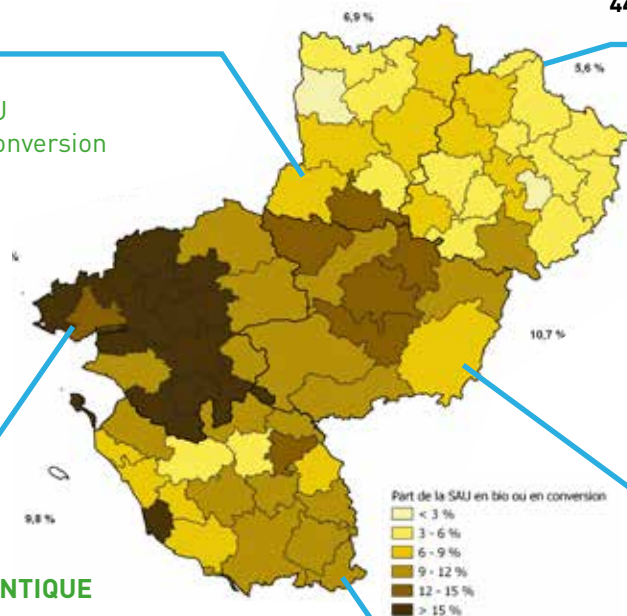 44
6,9 %
5,6 %
U
onversion
%
10,7 %
9,8 %
NTIQUE
Part de la SAU en bio ou en conversion
< 3 %
3 - 6 %
6 - 9 %
9 - 12 %
12 - 15 %
> 15 %